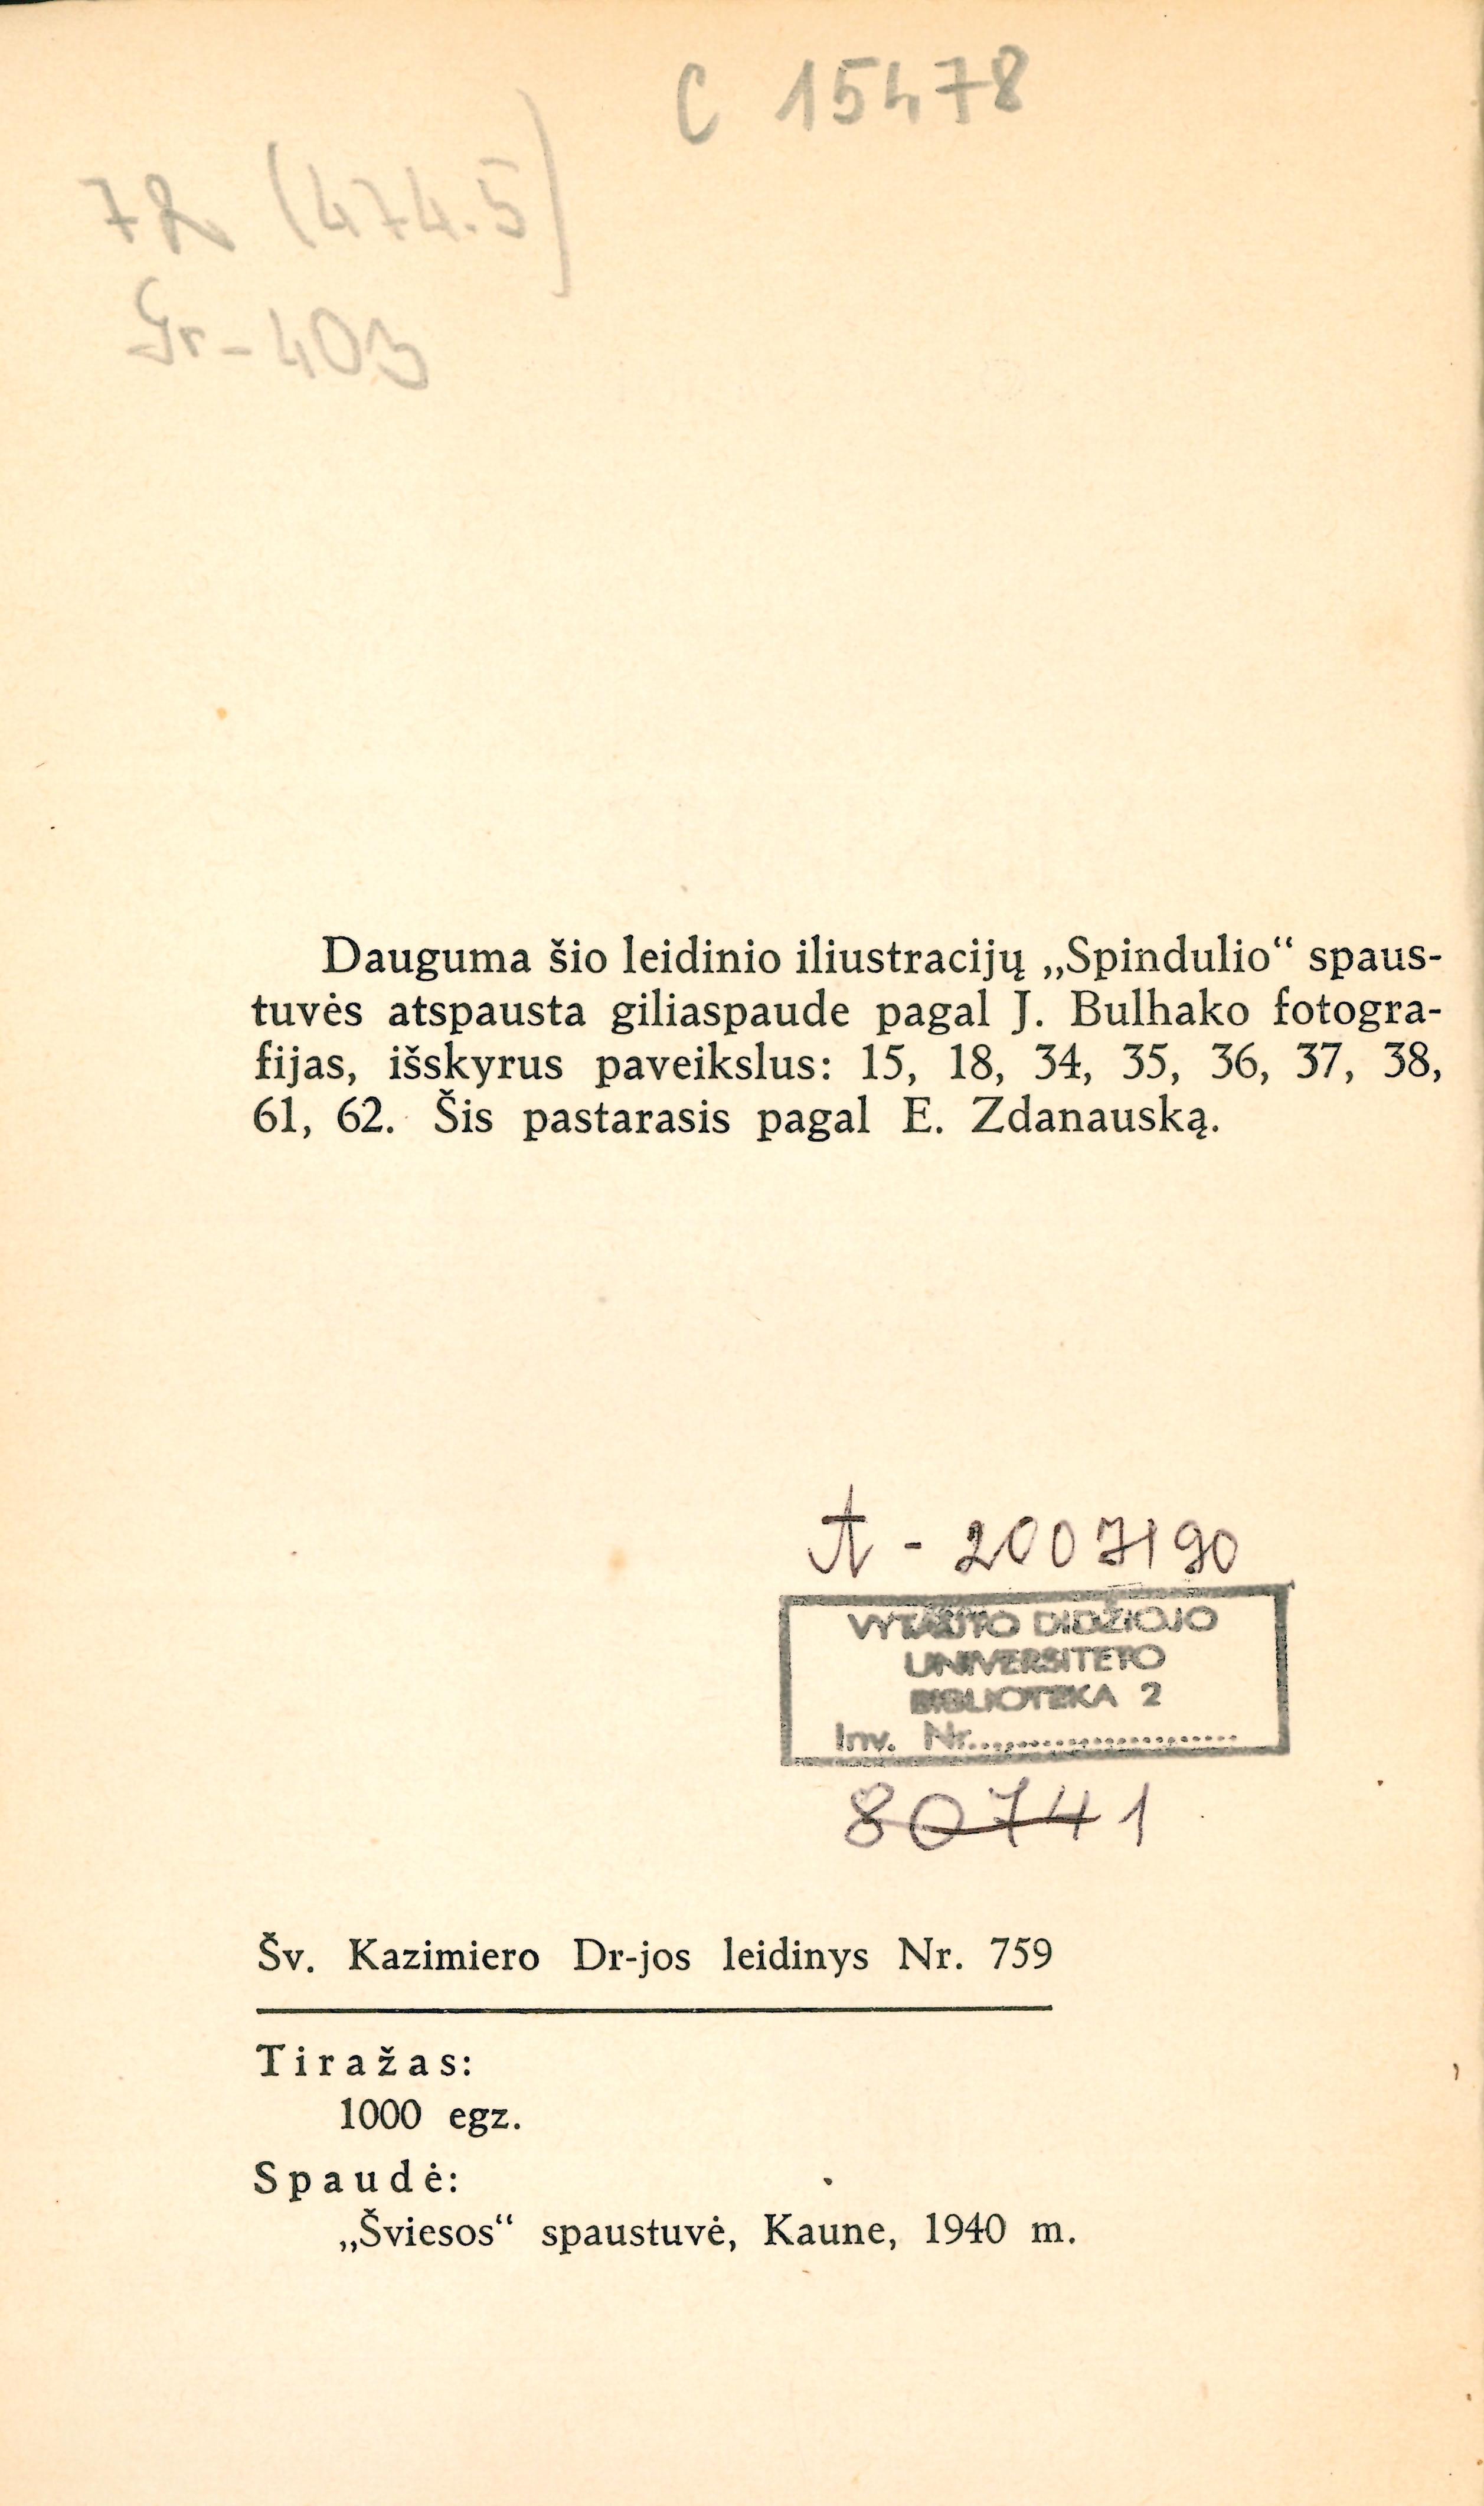 C 15478
72 (474.5)
Gr-403
Dauguma šio leidinio iliustracijų „Spindulio“ spaus-
tuvės atspausta giliaspaude pagal J. Bulhako fotogra-
fijas, išskyrus paveikslus: 15, 18, 34, 35, 36, 37, 38,
61, 62. Šis pastarasis pagal E. Zdanauską.
A - 2007190
VYTAUTO DIDŽIOJO
UNIVERSITETO
BIBLIOTEKA 2
Inv. Nr........................
80741
Šv. Kazimiero Dr-jos leidinys Nr. 759
Tiražas:
1000 egz.
Spaudė:
„Šviesos“ spaustuvė, Kaune, 1940 m.